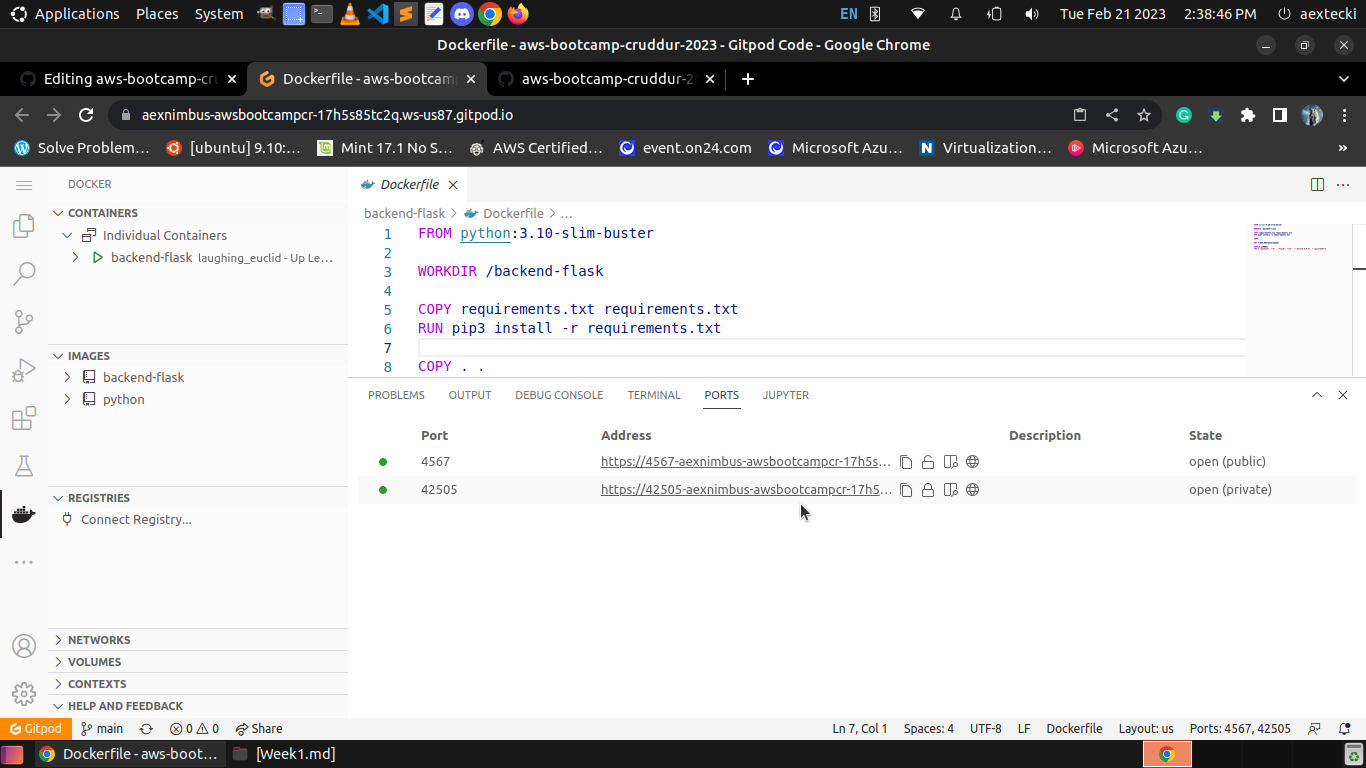 Applications Places System EN Tue Feb 21 2023 2:38:46 PM aextecki
Dockerfile - aws-bootcamp-cruddur-2023 - Gitpod Code - Google Chrome
Editing aws-bootcamp-cru Dockerfile - aws-bootcam aws-bootcamp-cruddur-2
aexnimbus-awsbootcampcr-17h5s85tc2q.ws-us87.gitpod.io
Solve Problem… [ubuntu] 9.10:… Mint 17.1 No S… AWS Certified… event.on24.com Microsoft Azu… Virtualization… Microsoft Azu… »
DOCKER
CONTAINERS
Individual Containers
backend-flask laughing_euclid - Up Le…
IMAGES
backend-flask
python
REGISTRIES
Connect Registry...
NETWORKS
VOLUMES
CONTEXTS
HELP AND FEEDBACK
Dockerfile
backend-flask > Dockerfile > ...
1 FROM python:3.10-slim-buster
2
3 WORKDIR /backend-flask
4
5 COPY requirements.txt requirements.txt
6 RUN pip3 install -r requirements.txt
7
8 COPY . .
PROBLEMS OUTPUT DEBUG CONSOLE TERMINAL PORTS JUPYTER
Port Address Description State
4567 https://4567-aexnimbus-awsbootcampcr-17h5s… open (public)
42505 https://42505-aexnimbus-awsbootcampcr-17h5… open (private)
Gitpod main 0 0 Share Ln 7, Col 1 Spaces: 4 UTF-8 LF Dockerfile Layout: us Ports: 4567, 42505
Dockerfile - aws-boot… [Week1.md]